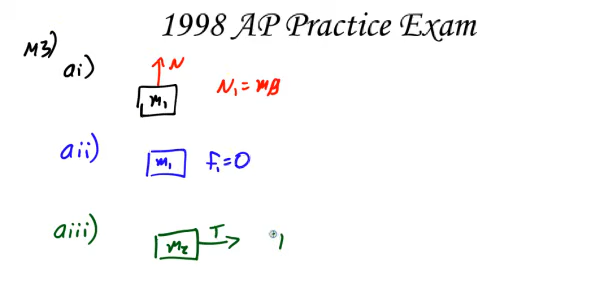 1998 AP Practice Exam
M3)
ai) N
m₁ N₁ = mg
aii) m₁ f₁ = 0
aiii) m₂ T